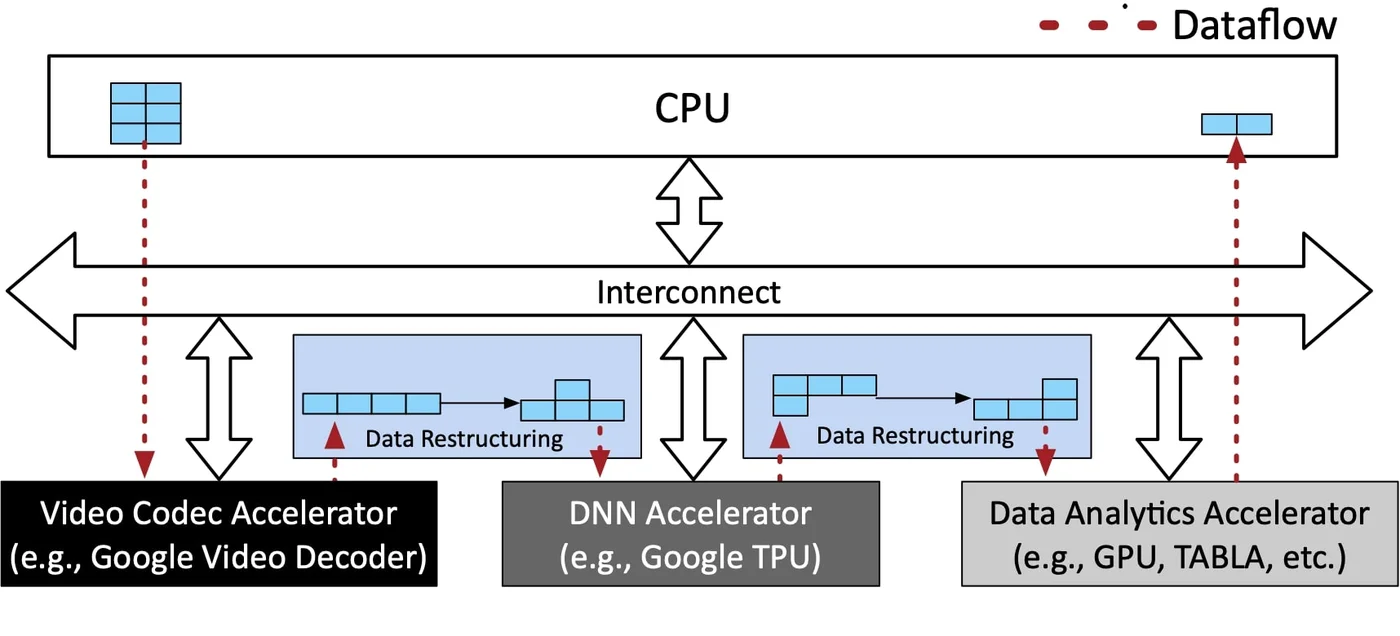 Dataflow
CPU
Interconnect
Data Restructuring
Data Restructuring
Video Codec Accelerator
(e.g., Google Video Decoder)
DNN Accelerator
(e.g., Google TPU)
Data Analytics Accelerator
(e.g., GPU, TABLA, etc.)